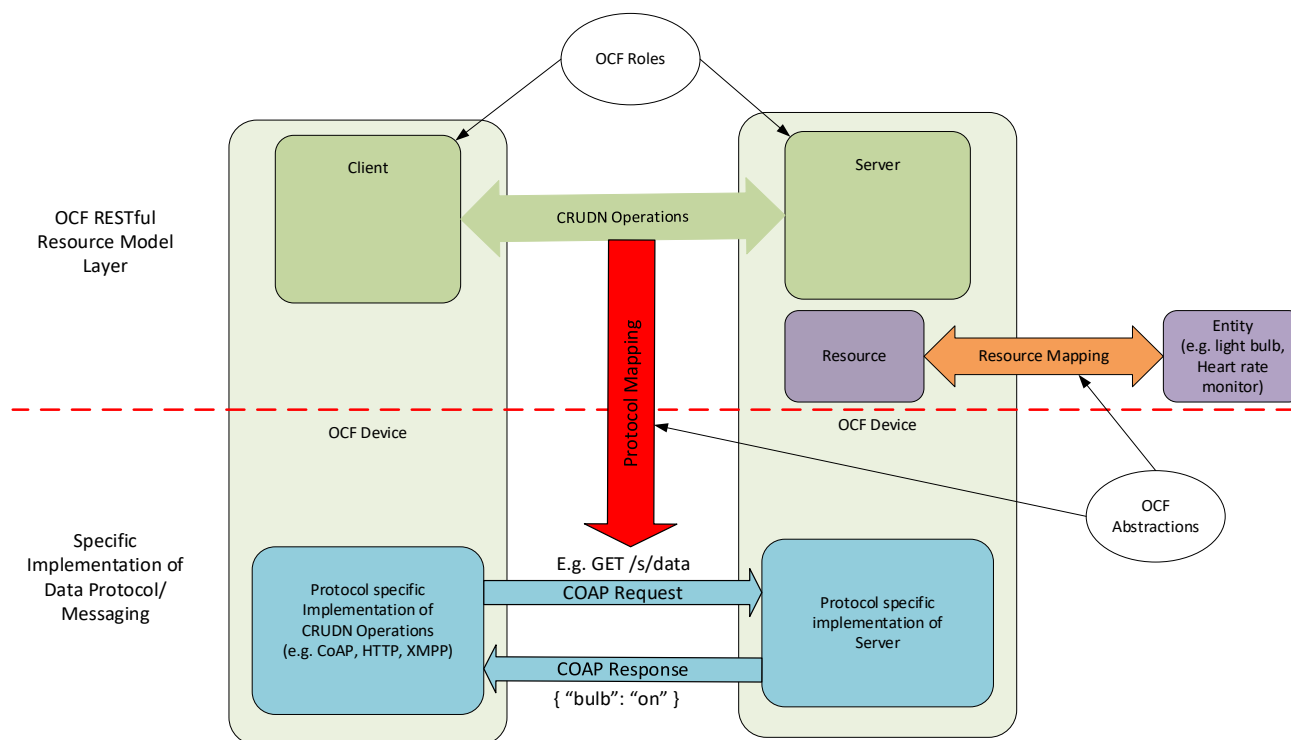 OCF Roles
Client
Server
OCF RESTful
Resource Model
Layer
CRUDN Operations
Protocol Mapping
Resource
Resource Mapping
Entity
(e.g. light bulb,
Heart rate
monitor)
OCF Device
OCF Device
OCF
Abstractions
Specific
Implementation of
Data Protocol/
Messaging
E.g. GET /s/data
COAP Request
Protocol specific
Implementation of
CRUDN Operations
(e.g. CoAP, HTTP, XMPP)
Protocol specific
implementation of
Server
COAP Response
{ “bulb”: “on” }